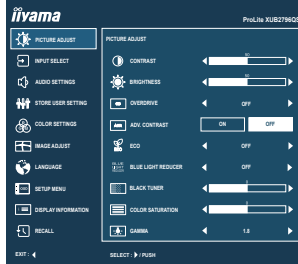 iiyama
ProLite XUB2796QS
PICTURE ADJUST
INPUT SELECT
AUDIO SETTINGS
STORE USER SETTING
COLOR SETTINGS
IMAGE ADJUST
LANGUAGE
SETUP MENU
DISPLAY INFORMATION
RECALL
EXIT :
PICTURE ADJUST
CONTRAST
BRIGHTNESS
OVERDRIVE OFF
ADV. CONTRAST ON OFF
ECO OFF
BLUE LIGHT REDUCER OFF
BLACK TUNER
COLOR SATURATION
GAMMA 1.8
SELECT : / PUSH